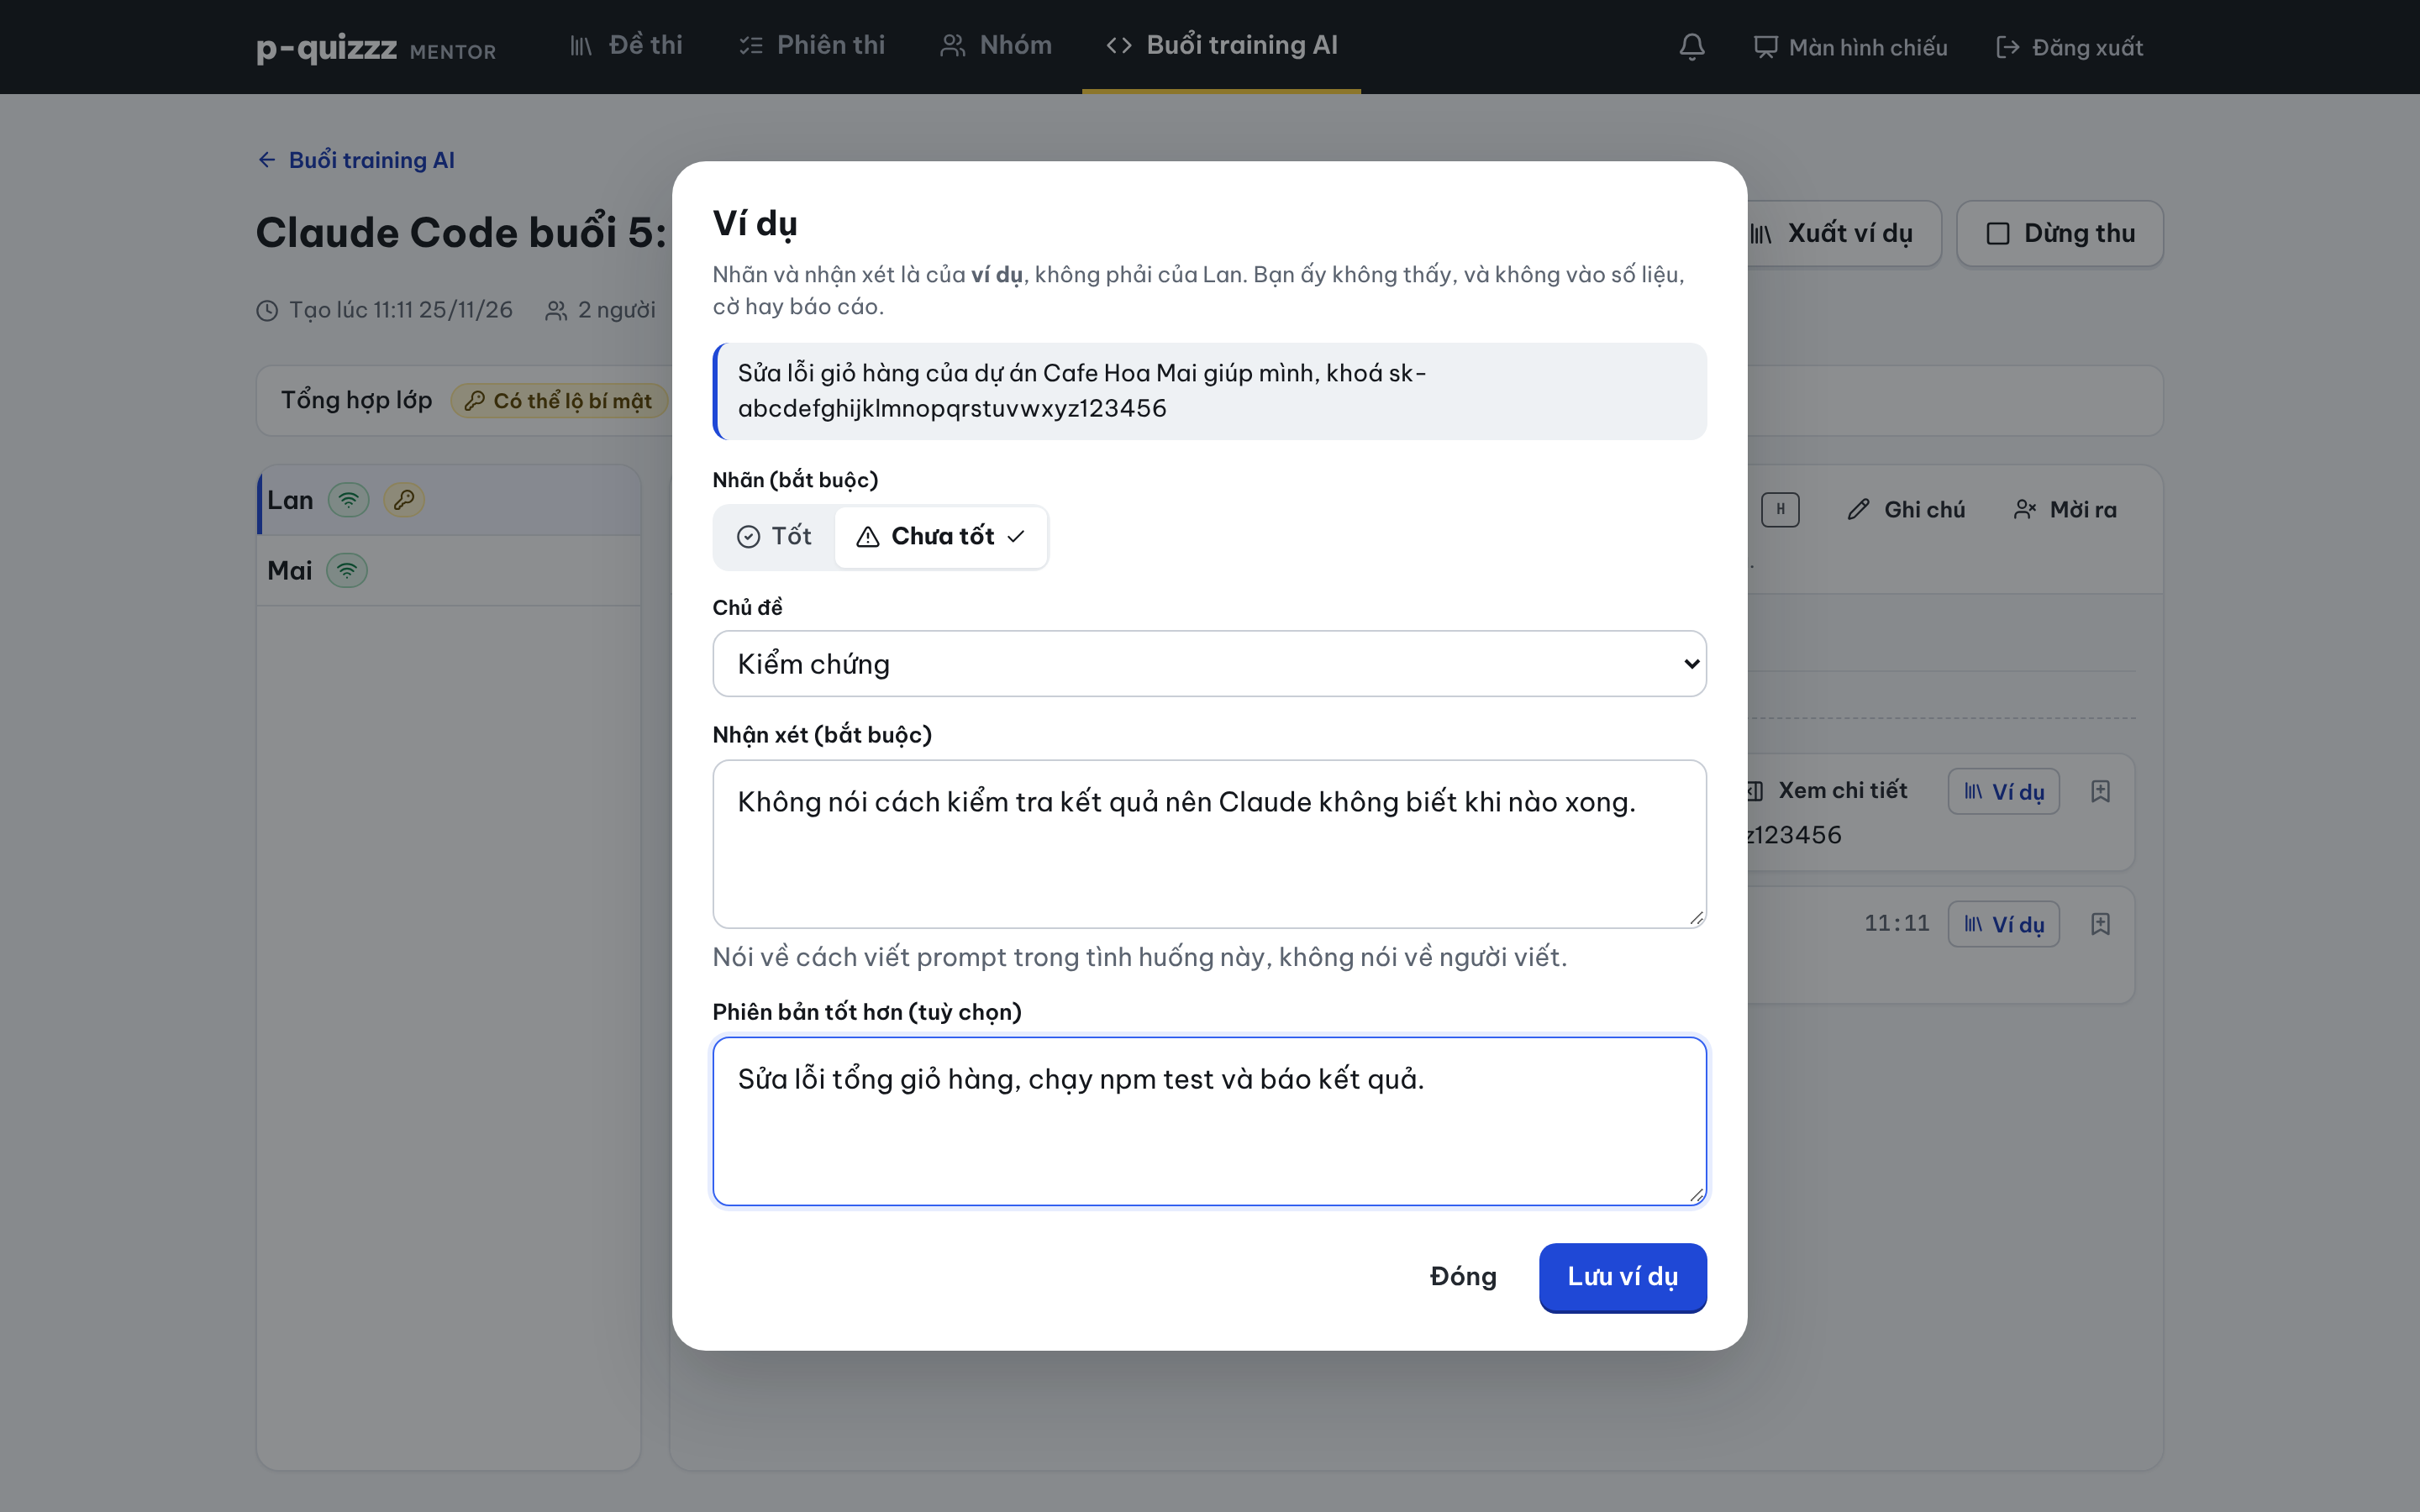 p-quizzz MENTOR
Đề thi
Phiên thi
Nhóm
Buổi training AI
Màn hình chiếu
Đăng xuất
Buổi training AI
Claude Code buổi 5:
Xuất ví dụ
Dừng thu
Tạo lúc 11:11 25/11/26
2 người
Tổng hợp lớp
Có thể lộ bí mật
Lan
Mai
H
Ghi chú
Mời ra
Xem chi tiết
Ví dụ
z123456
11:11
Ví dụ
Ví dụ
Nhãn và nhận xét là của ví dụ, không phải của Lan. Bạn ấy không thấy, và không vào số liệu,
cờ hay báo cáo.
Sửa lỗi giỏ hàng của dự án Cafe Hoa Mai giúp mình, khoá sk-
abcdefghijklmnopqrstuvwxyz123456
Nhãn (bắt buộc)
Tốt
Chưa tốt
Chủ đề
Kiểm chứng
Nhận xét (bắt buộc)
Không nói cách kiểm tra kết quả nên Claude không biết khi nào xong.
Nói về cách viết prompt trong tình huống này, không nói về người viết.
Phiên bản tốt hơn (tuỳ chọn)
Sửa lỗi tổng giỏ hàng, chạy npm test và báo kết quả.
Đóng
Lưu ví dụ